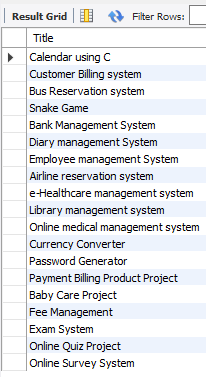 Result Grid Filter Rows:
Title
Calendar using C
Customer Billing system
Bus Reservation system
Snake Game
Bank Management System
Diary management System
Employee management System
Airline reservation system
e-Healthcare management system
Library management system
Online medical management system
Currency Converter
Password Generator
Payment Billing Product Project
Baby Care Project
Fee Management
Exam System
Online Quiz Project
Online Survey System